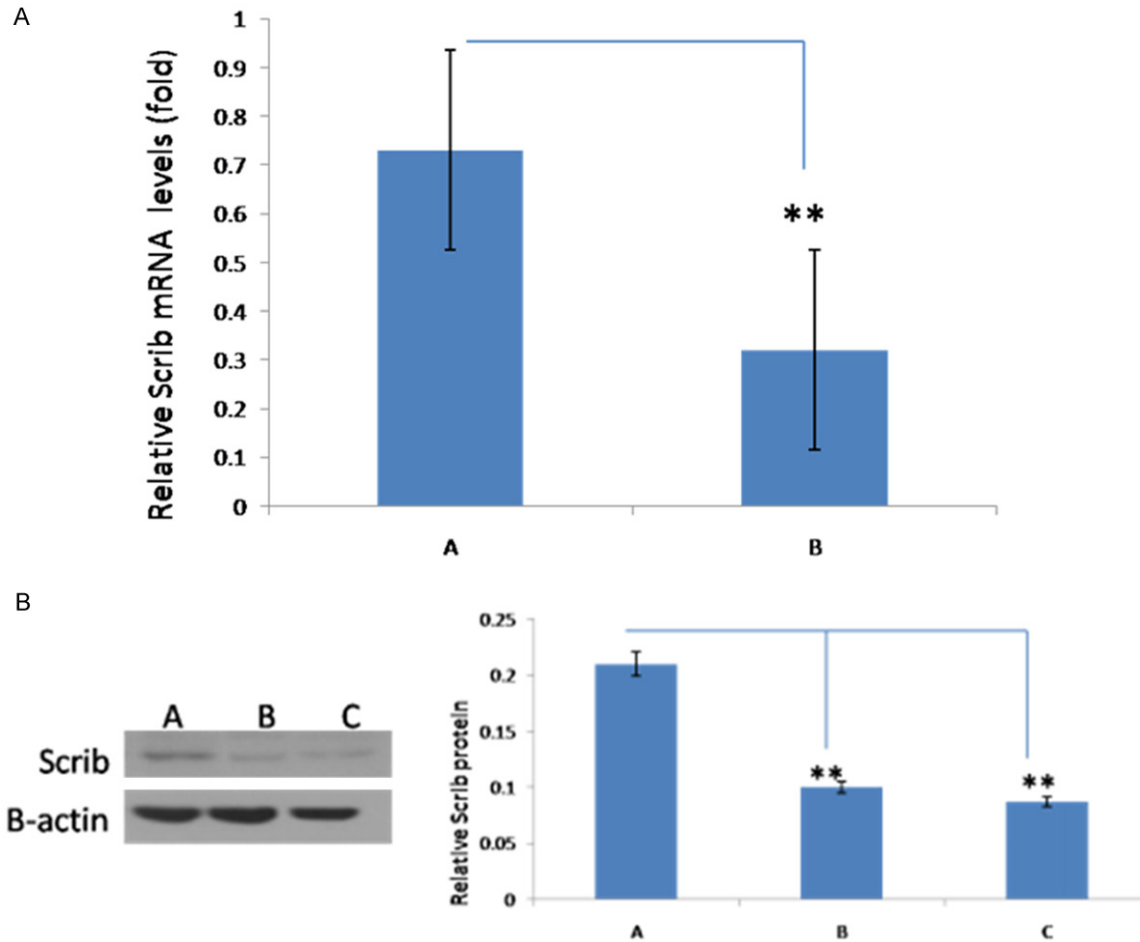 A
Relative Scrib mRNA levels (fold)
1
0.9
0.8
0.7
0.6
0.5
0.4
0.3
0.2
0.1
0
**
A B
B
A B C
Scrib
B-actin
Relative Scrib protein
0.25
0.2
0.15
0.1
0.05
0
** **
A B C